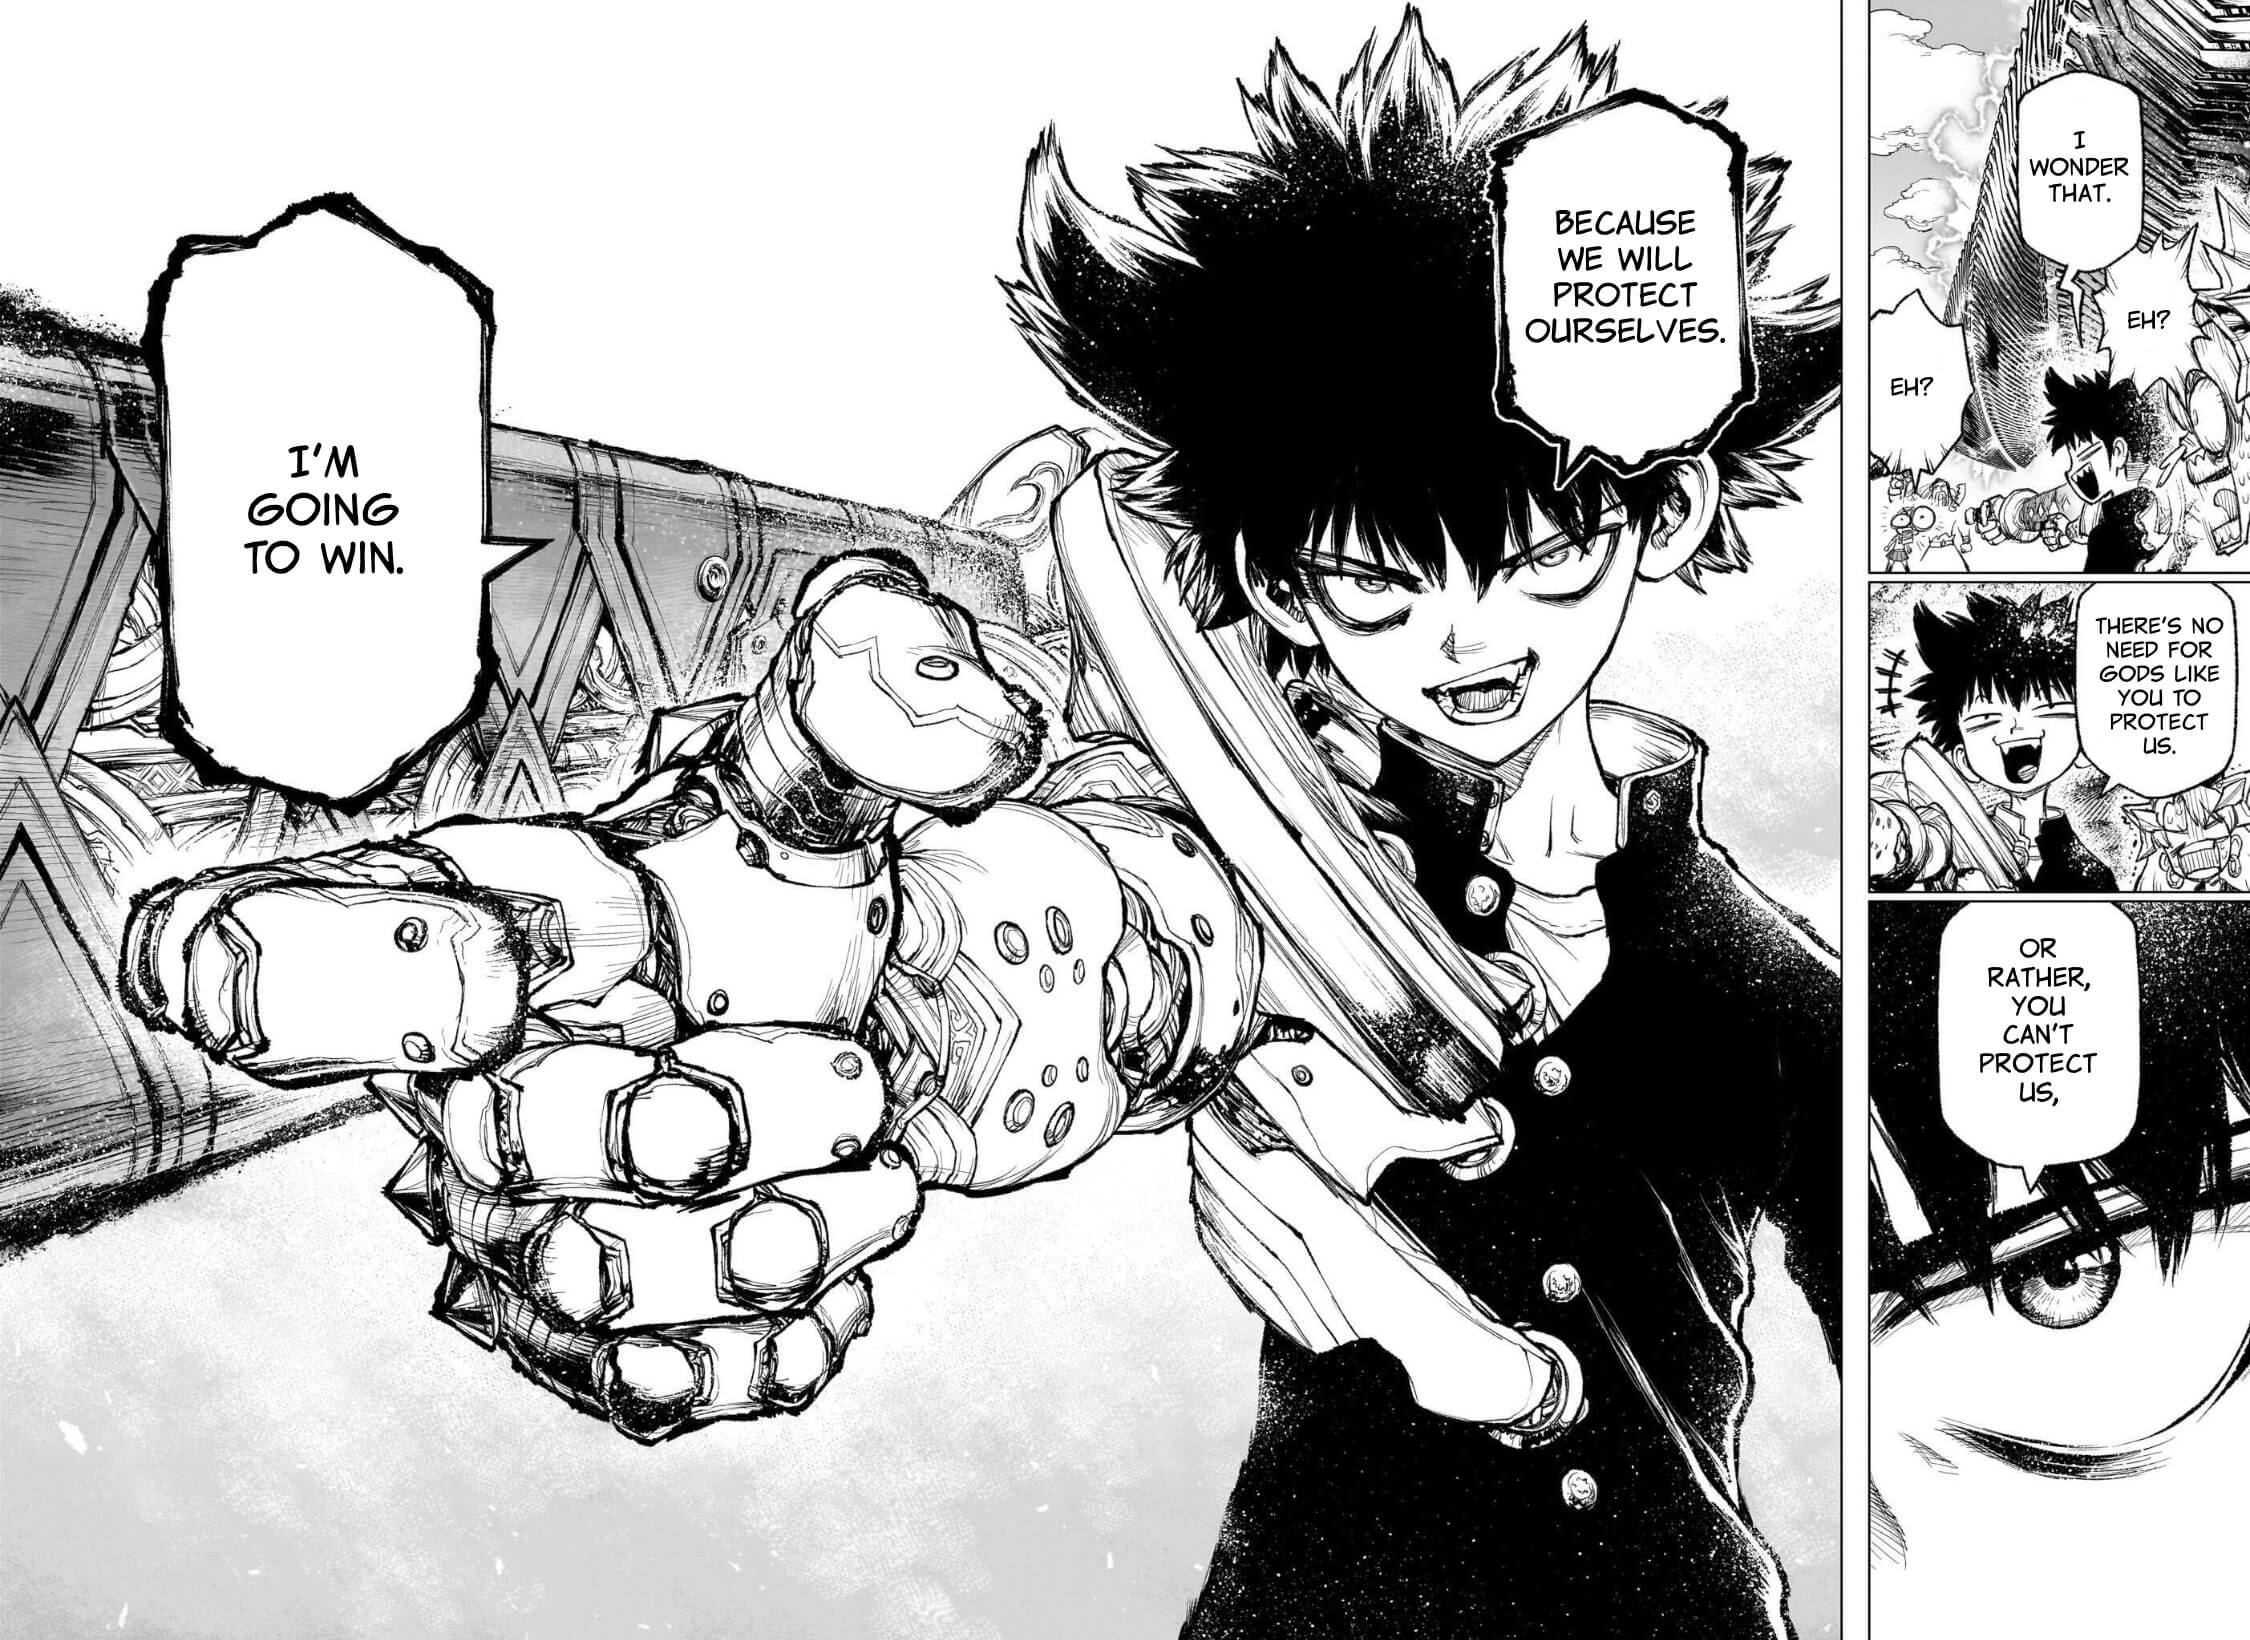 I
WONDER
THAT.
EH?
EH?
THERE'S NO
NEED FOR
GODS LIKE
YOU TO
PROTECT
US.
OR
RATHER,
YOU
CAN'T
PROTECT
US,
BECAUSE
WE WILL
PROTECT
OURSELVES.
I'M
GOING
TO WIN.